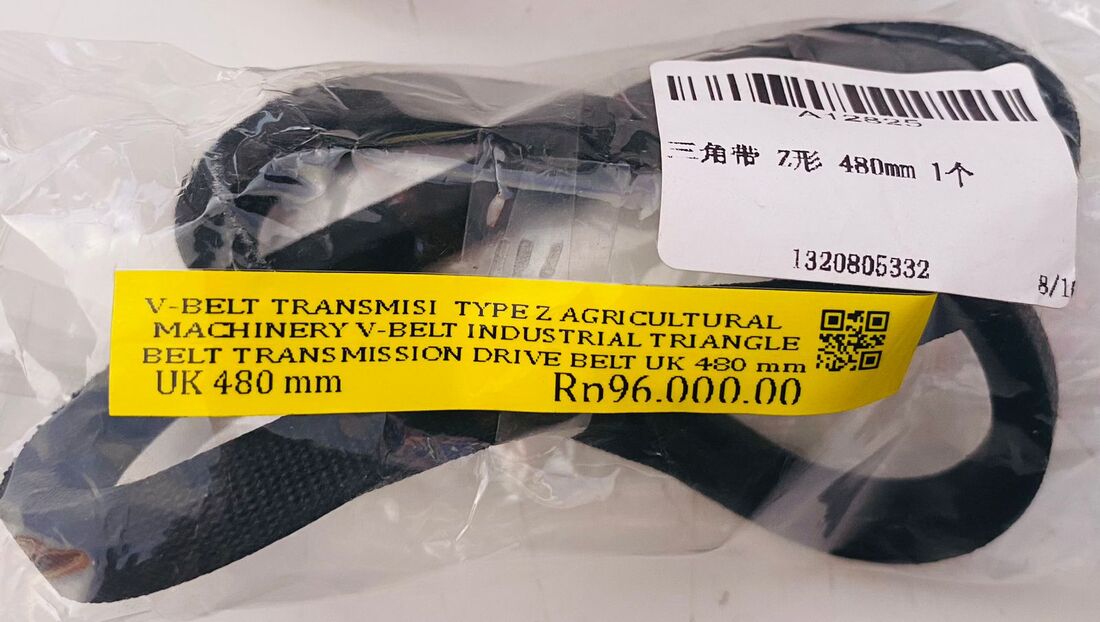 A12825
三角带 Z形 480mm 1个
1320805332
8/1
V-BELT TRANSMISI TYPE Z AGRICULTURAL
MACHINERY V-BELT INDUSTRIAL TRIANGLE
BELT TRANSMISSION DRIVE BELT UK 480 mm
UK 480 mm
Rp96.000.00